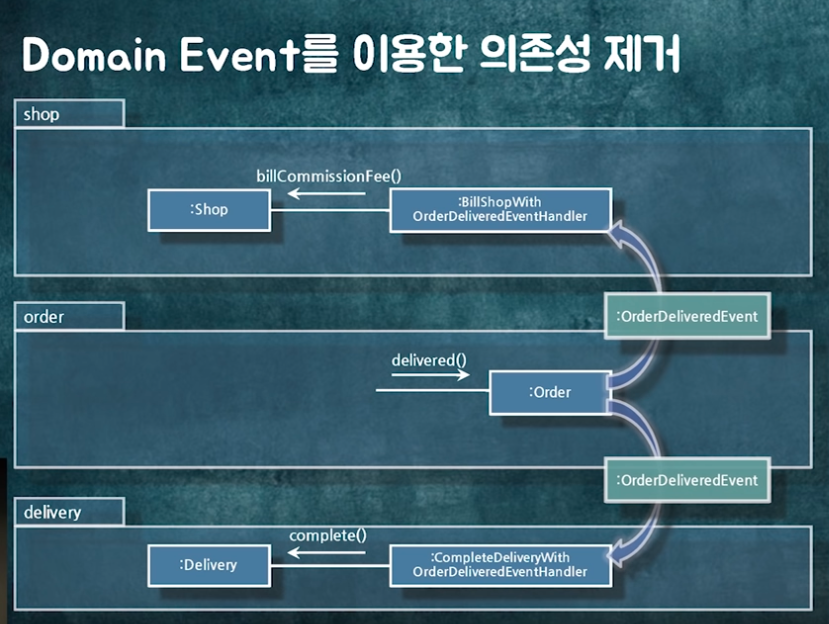 Domain Event를 이용한 의존성 제거
shop
billCommissionFee()
:Shop
:BillShopWith
OrderDeliveredEventHandler
:OrderDeliveredEvent
order
delivered()
:Order
:OrderDeliveredEvent
delivery
complete()
:Delivery
:CompleteDeliveryWith
OrderDeliveredEventHandler